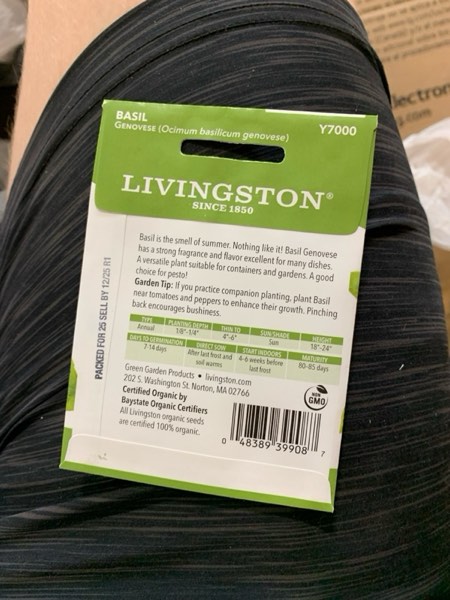 BASIL
GENOVESE (Ocimum basilicum genovese)
Y7000
LIVINGSTON®
SINCE 1850
Basil is the smell of summer. Nothing like it! Basil Genovese
has a strong fragrance and flavor excellent for many dishes.
A versatile plant suitable for containers and gardens. A good
choice for pesto!
Garden Tip: If you practice companion planting, plant Basil
near tomatoes and peppers to enhance their growth. Pinching
back encourages bushiness.
TYPE PLANTING DEPTH THIN TO SUN/SHADE HEIGHT
Annual 1/8"-1/4" 4"-6" Sun 18"-24"
DAYS TO GERMINATION DIRECT SOW START INDOORS MATURITY
7-14 days After last frost and 4-6 weeks before 80-85 days
soil warms last frost
Green Garden Products • livingston.com
202 S. Washington St. Norton, MA 02766
Certified Organic by
Baystate Organic Certifiers
All Livingston organic seeds
are certified 100% organic.
NON
GMO
0 48389 39908 7
PACKED FOR 25 SELL BY 12/25 R1